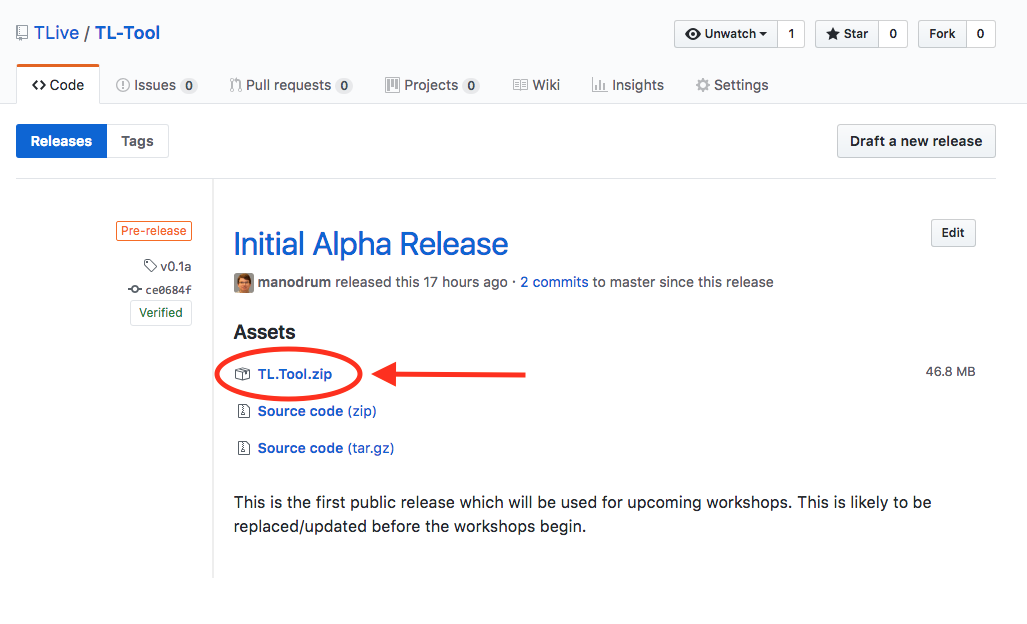 TLive / TL-Tool
Unwatch 1 Star 0 Fork 0
Code Issues 0 Pull requests 0 Projects 0 Wiki Insights Settings
Releases Tags Draft a new release
Pre-release
v0.1a
ce0684f
Verified
Initial Alpha Release Edit
manodrum released this 17 hours ago · 2 commits to master since this release
Assets
TL.Tool.zip 46.8 MB
Source code (zip)
Source code (tar.gz)
This is the first public release which will be used for upcoming workshops. This is likely to be
replaced/updated before the workshops begin.